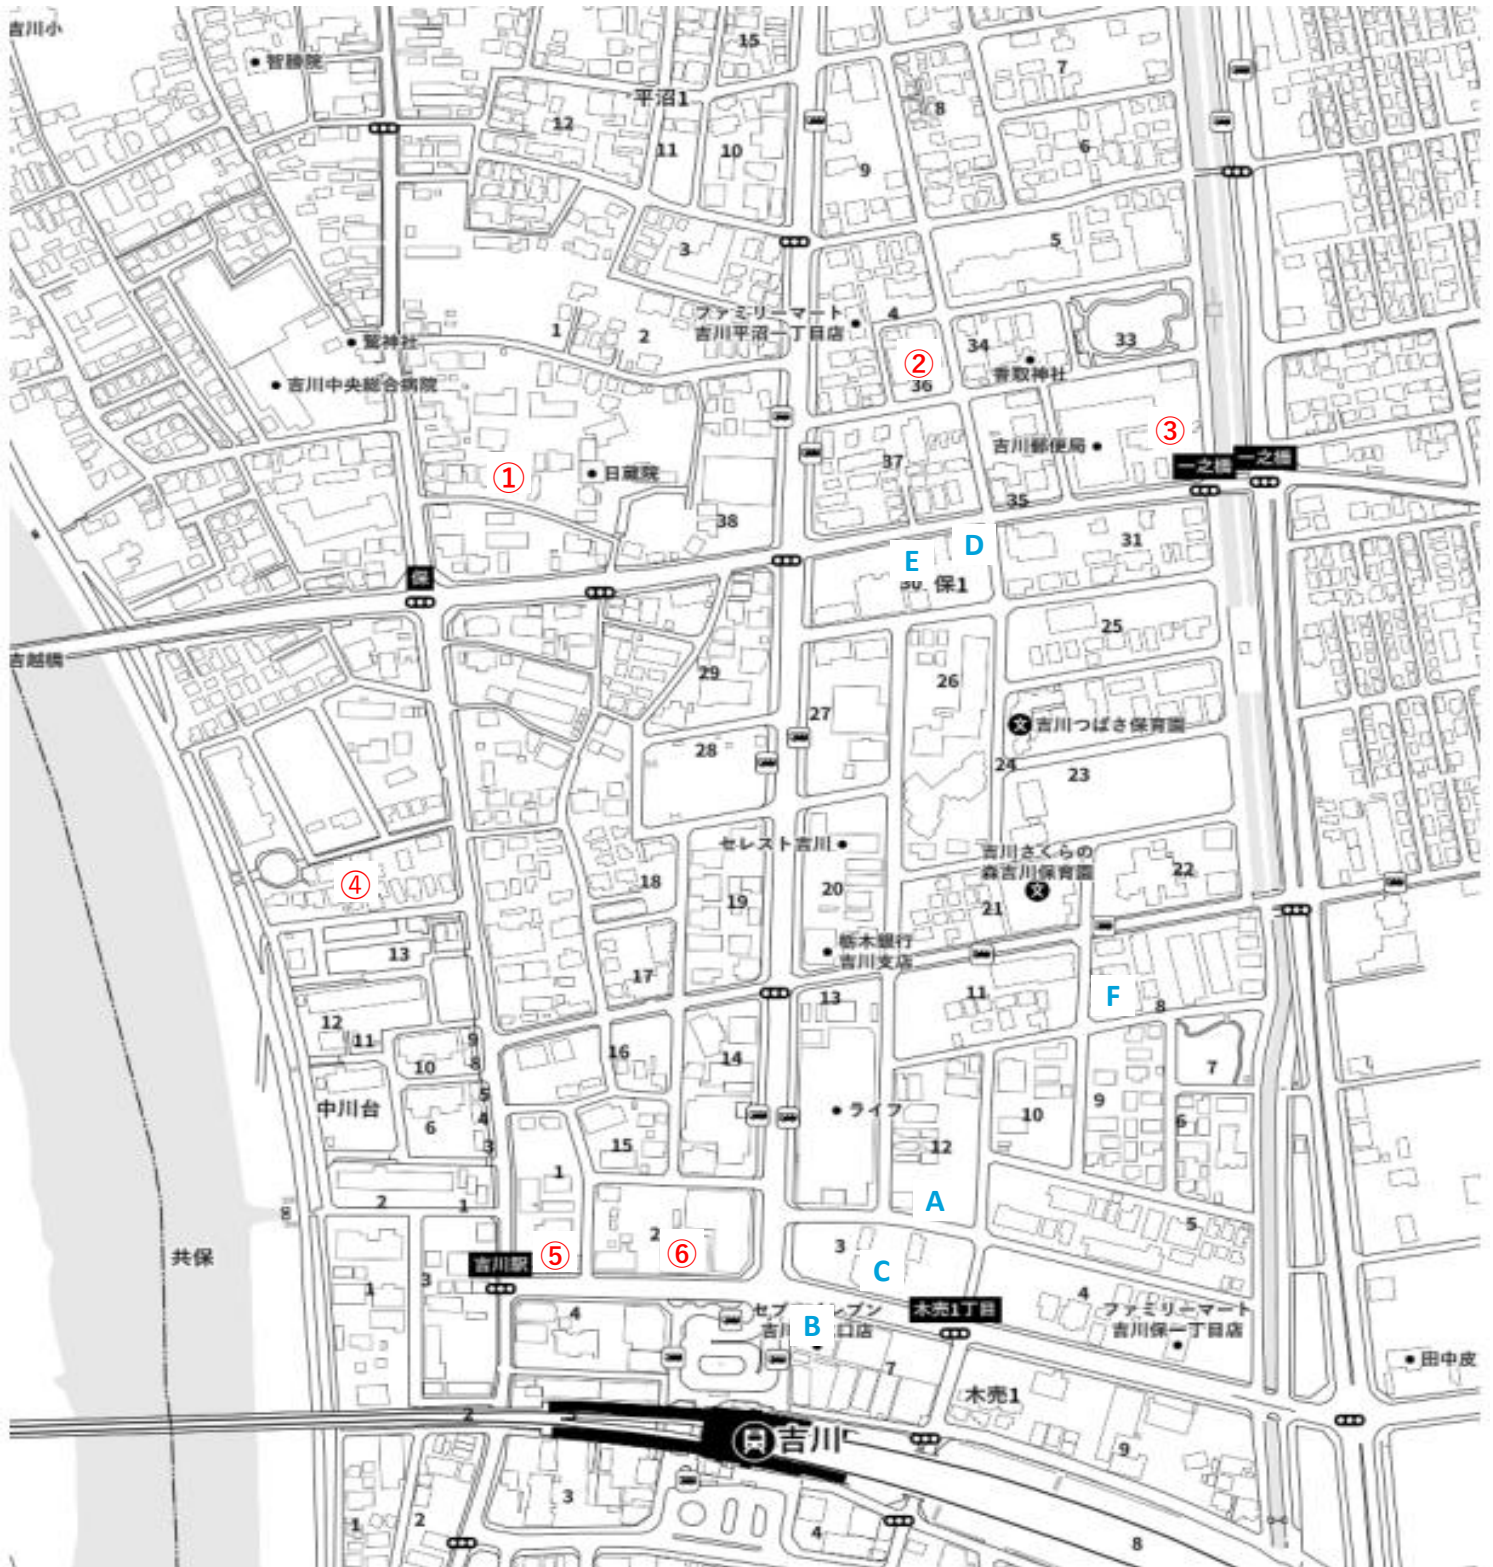 吉川小
智勝院
15
7
平沼1
8
12
11
10
6
9
3
5
ファミリーマート
吉川平沼一丁目店
4
1
2
鷲神社
33
34
②
香取神社
36
吉川中央総合病院
③
吉川郵便局
37
一之橋
一之橋
①
日蔵院
35
38
D
31
E
30
保1
保
25
吉越橋
29
26
27
吉川つばさ保育園
28
24
23
セレスト吉川
吉川さくらの
森吉川保育園
22
④
18
20
19
21
栃木銀行
吉川支店
13
17
11
F
13
8
12
11
9
16
14
10
8
7
5
中川台
4
ライフ
10
9
6
6
3
15
12
1
2
1
A
5
2
3
共保
吉川駅
⑤
⑥
C
1
3
4
木売1丁目
4
ファミリーマート
吉川保一丁目店
B
7
田中皮
木売1
2
吉川
9
3
1
2
4
8